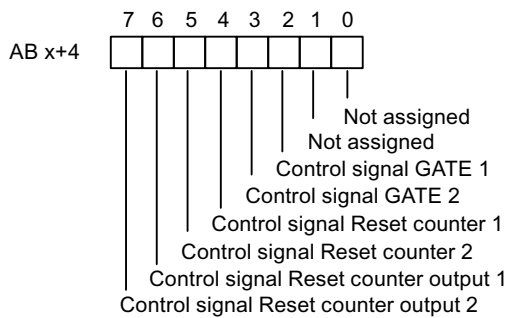 7 6 5 4 3 2 1 0
AB x+4
Not assigned
Not assigned
Control signal GATE 1
Control signal GATE 2
Control signal Reset counter 1
Control signal Reset counter 2
Control signal Reset counter output 1
Control signal Reset counter output 2